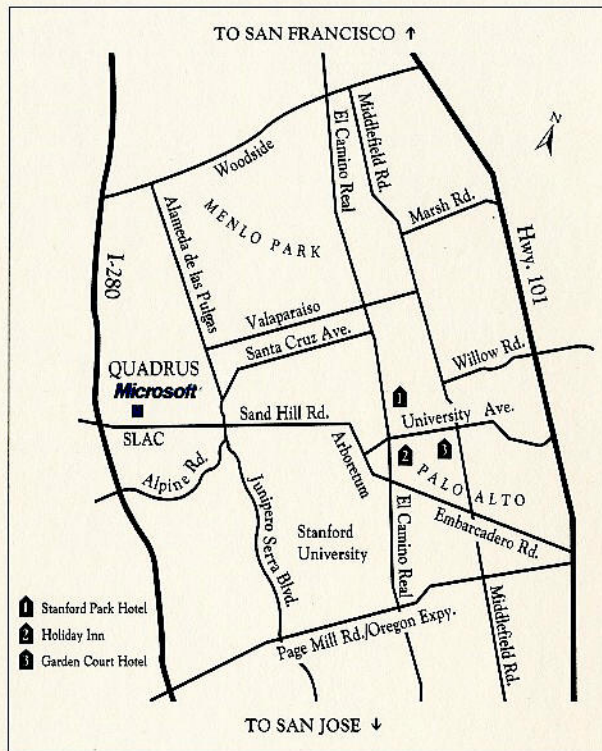 TO SAN FRANCISCO ↑
N
Woodside
El Camino Real
Middlefield Rd.
Marsh Rd.
MENLO PARK
Alameda de las Pulgas
I-280
Hwy. 101
Valaparaiso
Santa Cruz Ave.
Willow Rd.
QUADRUS
Microsoft
1
University Ave.
Sand Hill Rd.
SLAC
Alpine Rd.
Arboretum
2
3
PALO ALTO
Embarcadero Rd.
Junipero Serra Blvd.
Stanford
University
El Camino Real
Middlefield Rd.
Page Mill Rd./Oregon Expy.
1 Stanford Park Hotel
2 Holiday Inn
3 Garden Court Hotel
TO SAN JOSE ↓